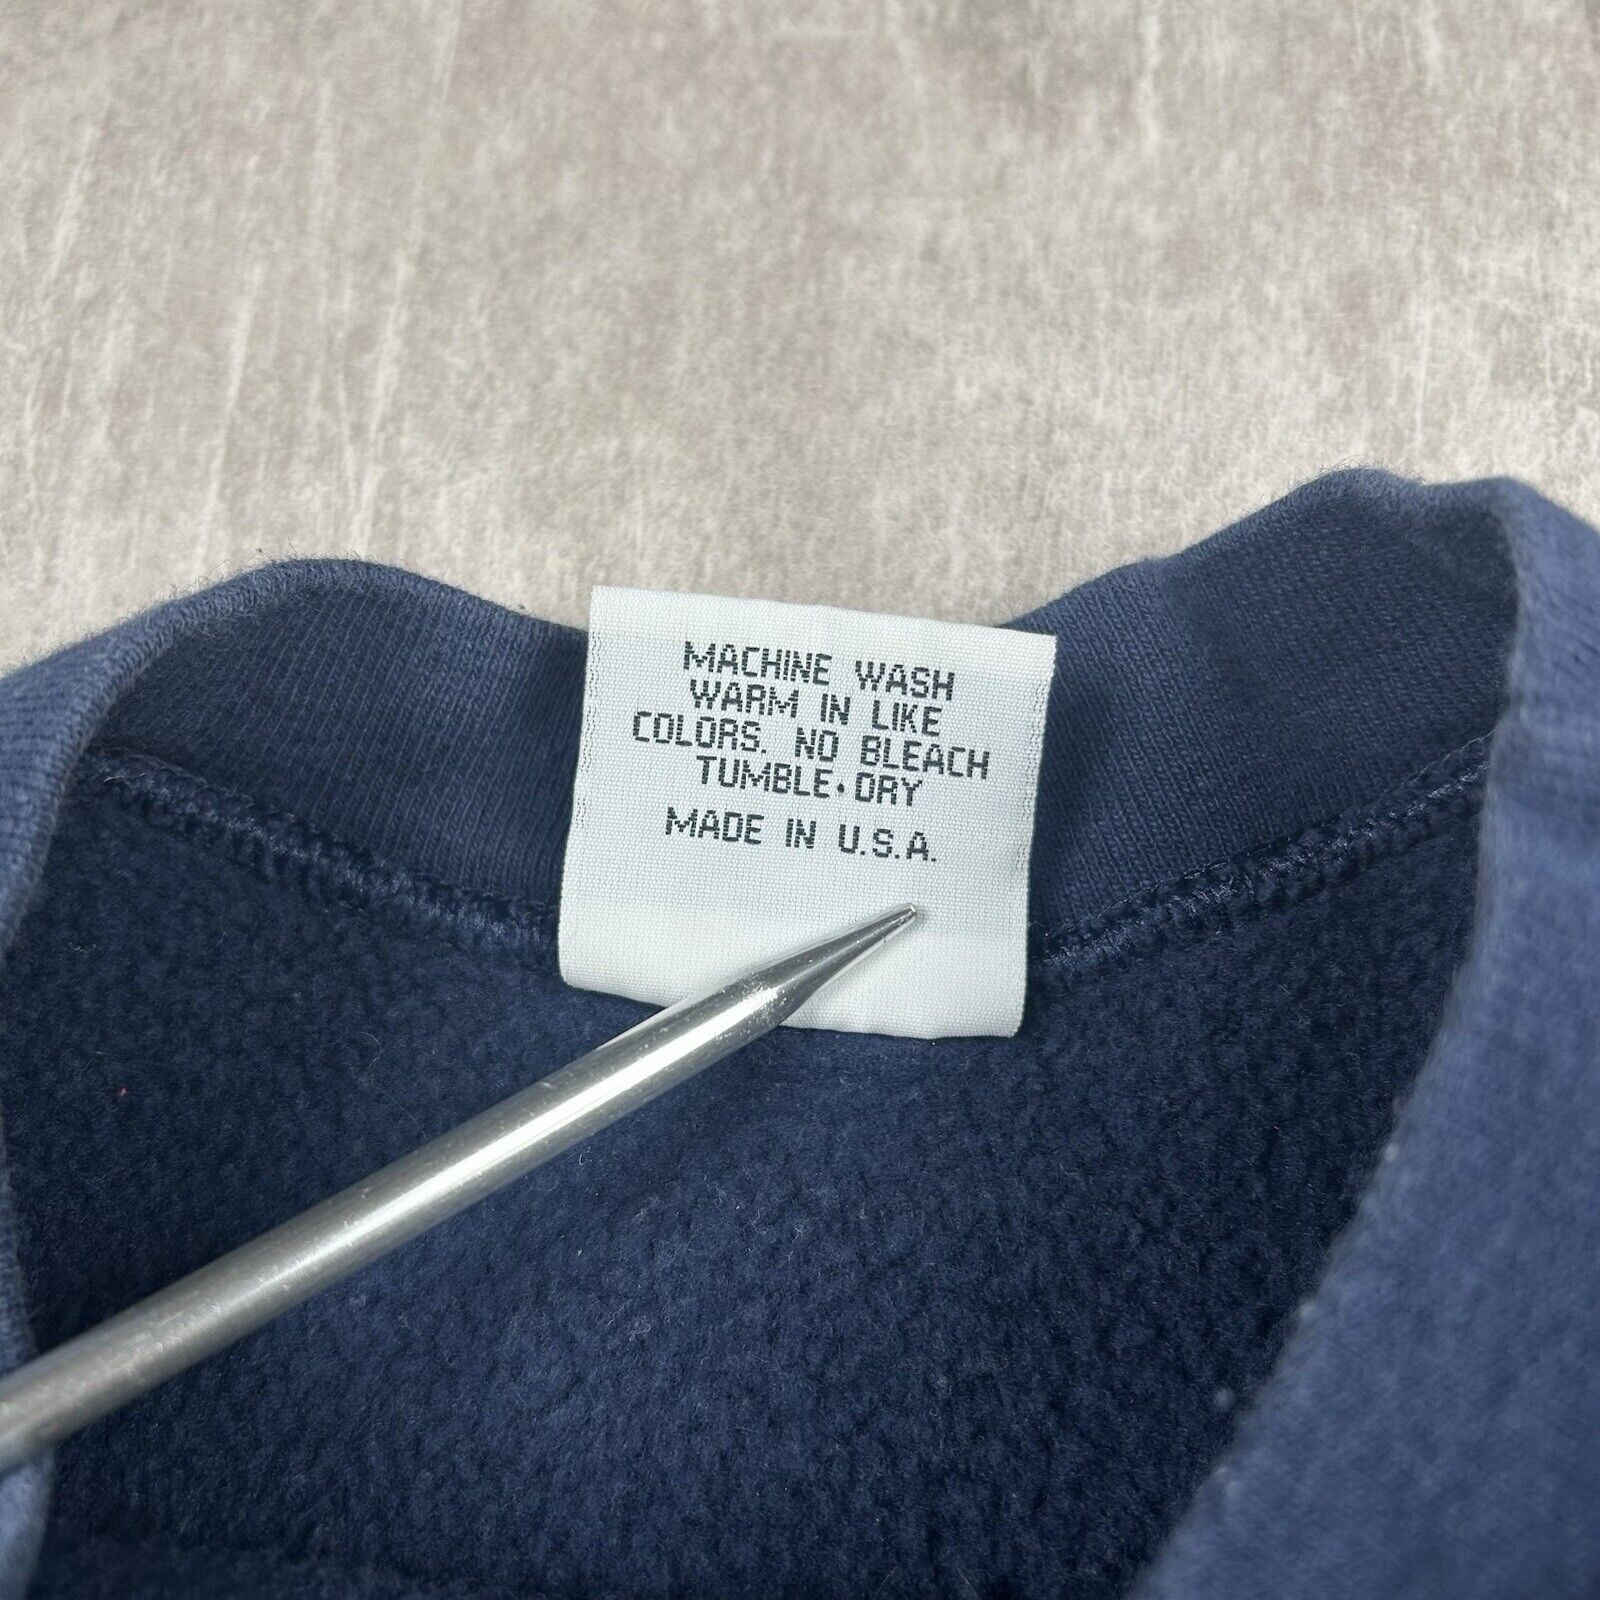 MACHINE WASH
WARM IN LIKE
COLORS. NO BLEACH
TUMBLE•DRY
MADE IN U.S.A.